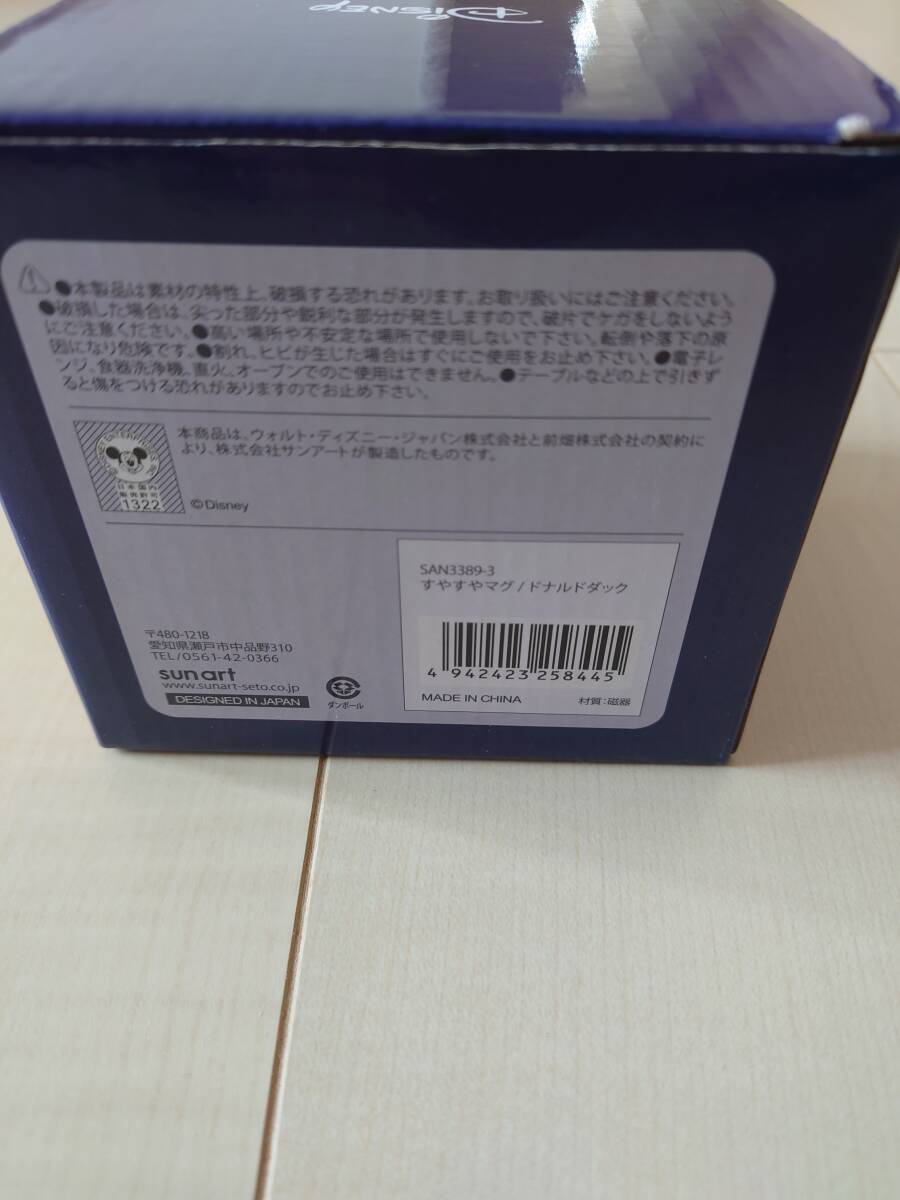 Disney
●本製品は素材の特性上、破損する恐れがあります。お取り扱いにはご注意ください。
●破損した場合は、尖った部分や鋭利な部分が発生しますので、破片でケガをしないよう
にご注意ください。●高い場所や不安定な場所で使用しないで下さい。転倒や落下の原
因になり危険です。●割れ、ヒビが生じた場合はすぐにご使用をお止め下さい。●電子レ
ンジ、食器洗浄機、直火、オーブンでのご使用はできません。●テーブルなどの上で引きず
ると傷をつける恐れがありますのでお止め下さい。
本商品は、ウォルト・ディズニー・ジャパン株式会社と前畑株式会社の契約に
より、株式会社サンアートが製造したものです。
日本国内
販売許可
1322
©Disney
SAN3389-3
すやすやマグ/ドナルドダック
4 942423 258445
MADE IN CHINA
材質:磁器
〒480-1218
愛知県瀬戸市中品野310
TEL/0561-42-0366
sunart
www.sunart-seto.co.jp
DESIGNED IN JAPAN
ダンボール